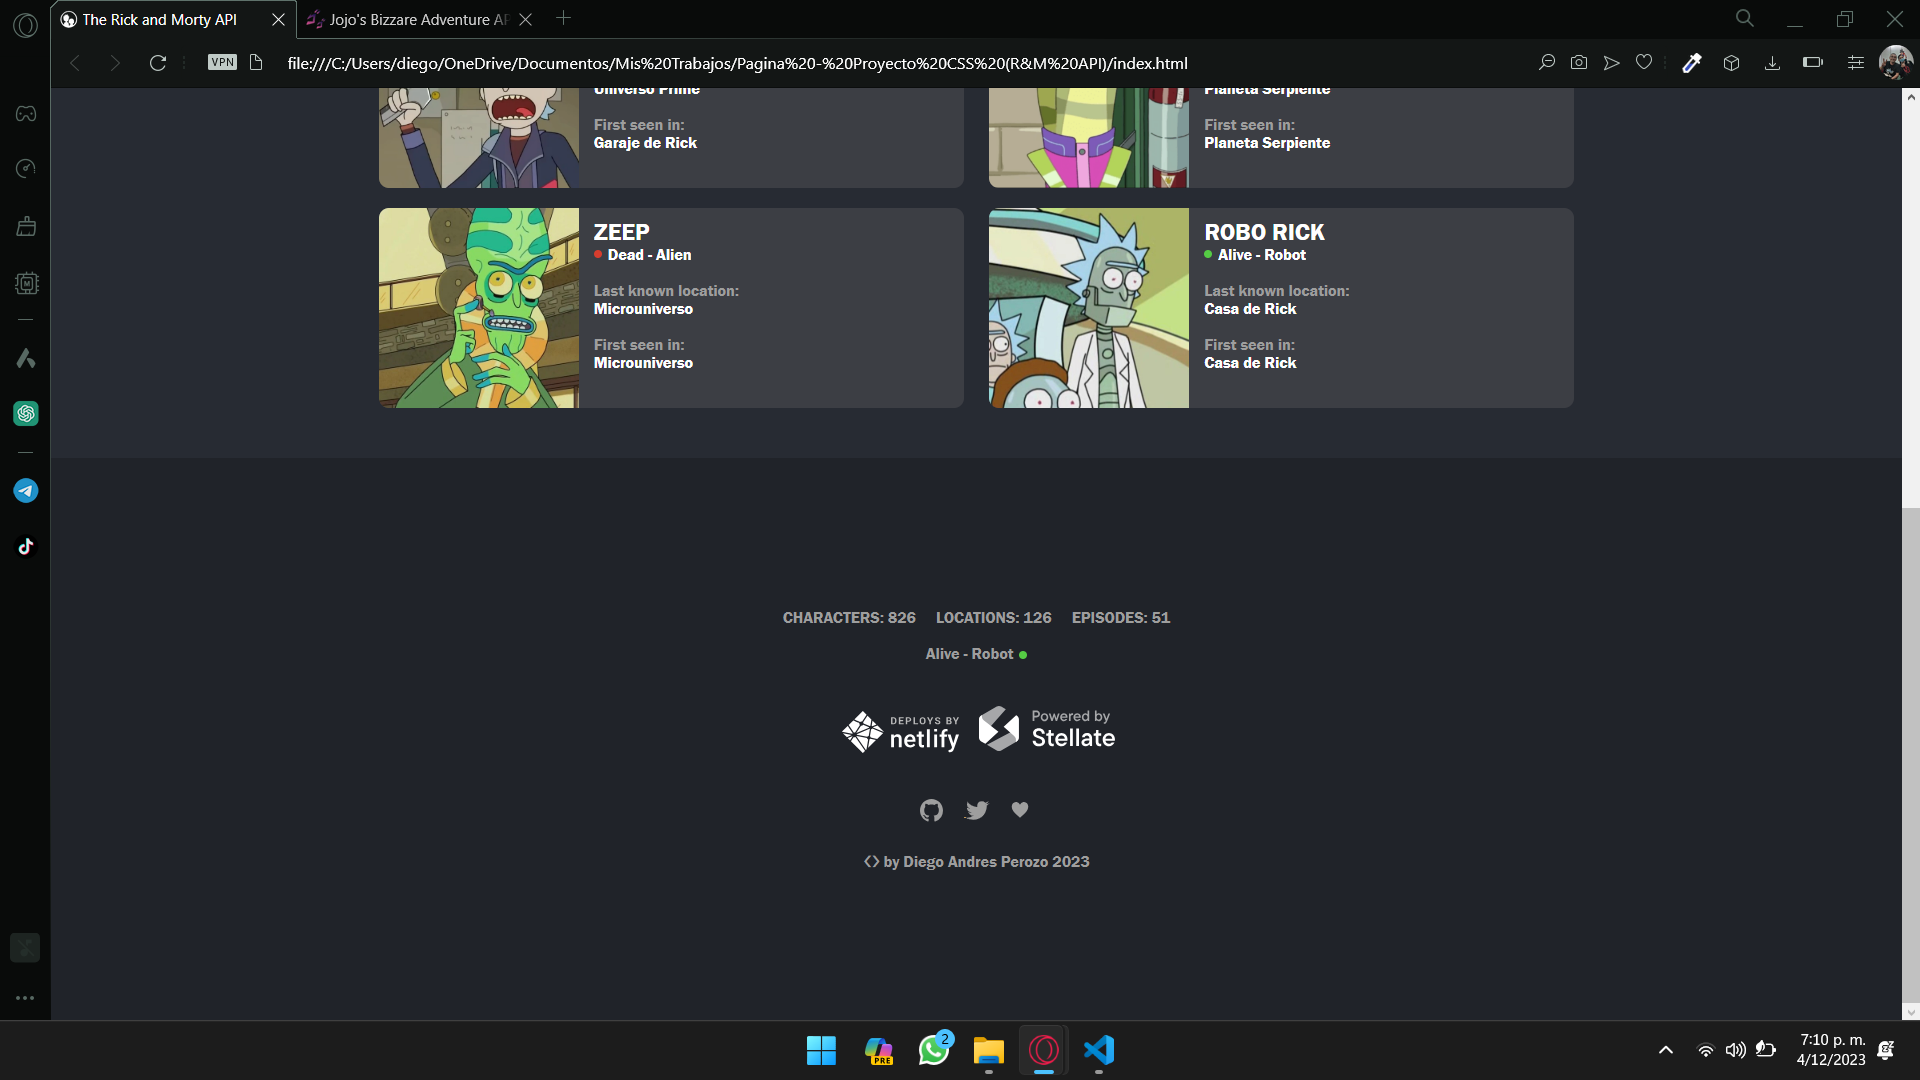 The Rick and Morty API
Jojo's Bizzare Adventure AP
VPN
file:///C:/Users/diego/OneDrive/Documentos/Mis%20Trabajos/Pagina%20-%20Proyecto%20CSS%20(R&M%20API)/index.html
Universo Prime
First seen in:
Garaje de Rick
Planeta Serpiente
First seen in:
Planeta Serpiente
ZEEP
Dead - Alien
Last known location:
Microuniverso
First seen in:
Microuniverso
ROBO RICK
Alive - Robot
Last known location:
Casa de Rick
First seen in:
Casa de Rick
CHARACTERS: 826 LOCATIONS: 126 EPISODES: 51
Alive - Robot
DEPLOYS BY
netlify
Powered by
Stellate
<> by Diego Andres Perozo 2023
PRE
2
7:10 p. m.
4/12/2023